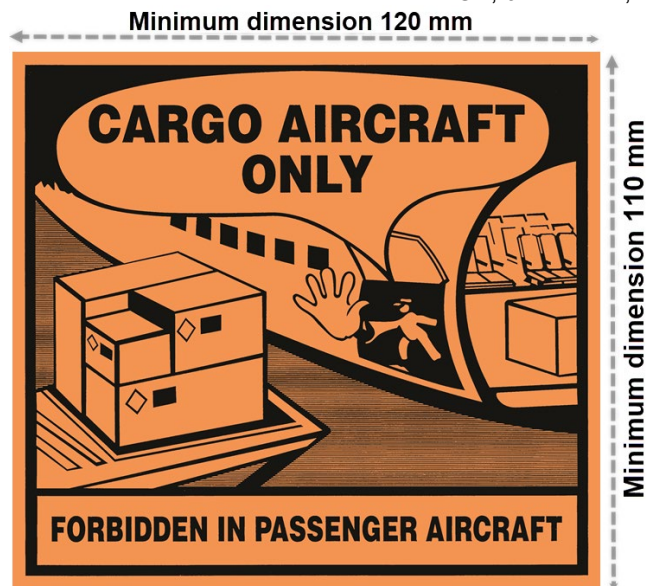 Minimum dimension 120 mm
CARGO AIRCRAFT
ONLY
Minimum dimension 110 mm
FORBIDDEN IN PASSENGER AIRCRAFT